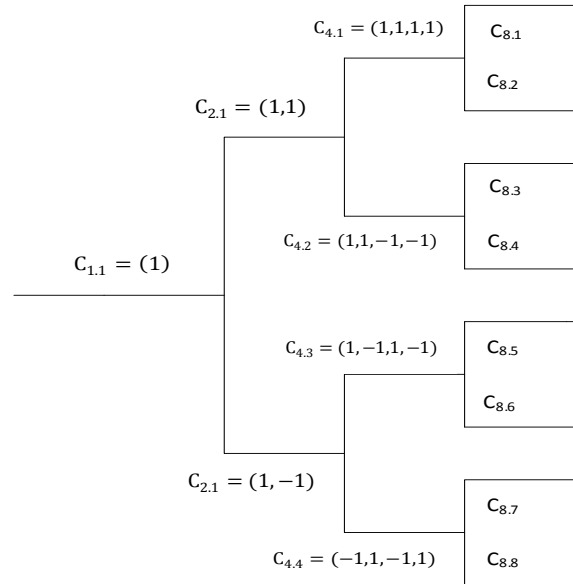 C4.1 = (1,1,1,1)
C8.1
C8.2
C2.1 = (1,1)
C8.3
C4.2 = (1,1,−1,−1)
C8.4
C1.1 = (1)
C4.3 = (1,−1,1,−1)
C8.5
C8.6
C2.1 = (1,−1)
C8.7
C4.4 = (−1,1,−1,1)
C8.8